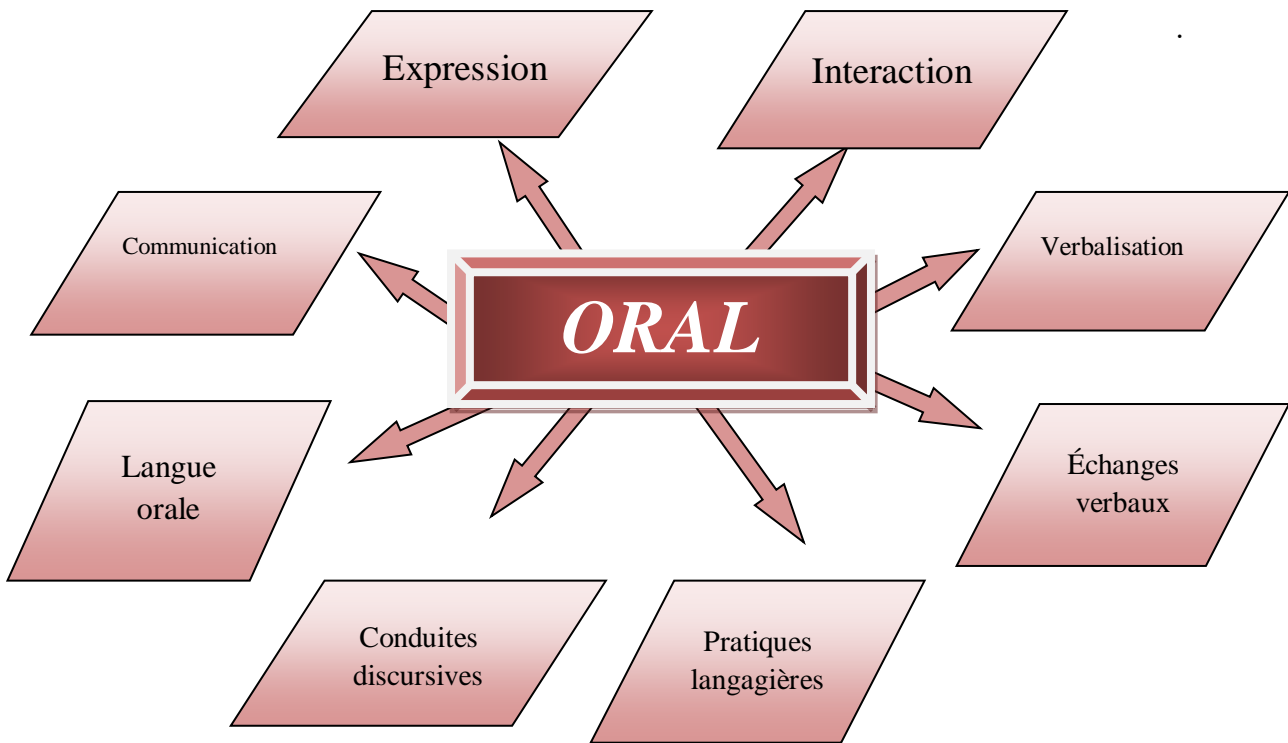 .
Expression
Interaction
Communication
Verbalisation
ORAL
Langue
orale
Échanges
verbaux
Conduites
discursives
Pratiques
langagières